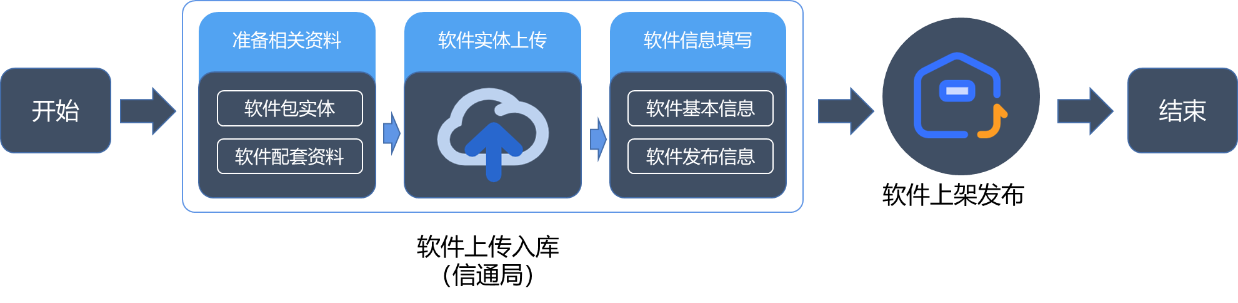 开始
准备相关资料
软件包实体
软件配套资料
软件实体上传
软件信息填写
软件基本信息
软件发布信息
软件上传入库
（信通局）
软件上架发布
结束